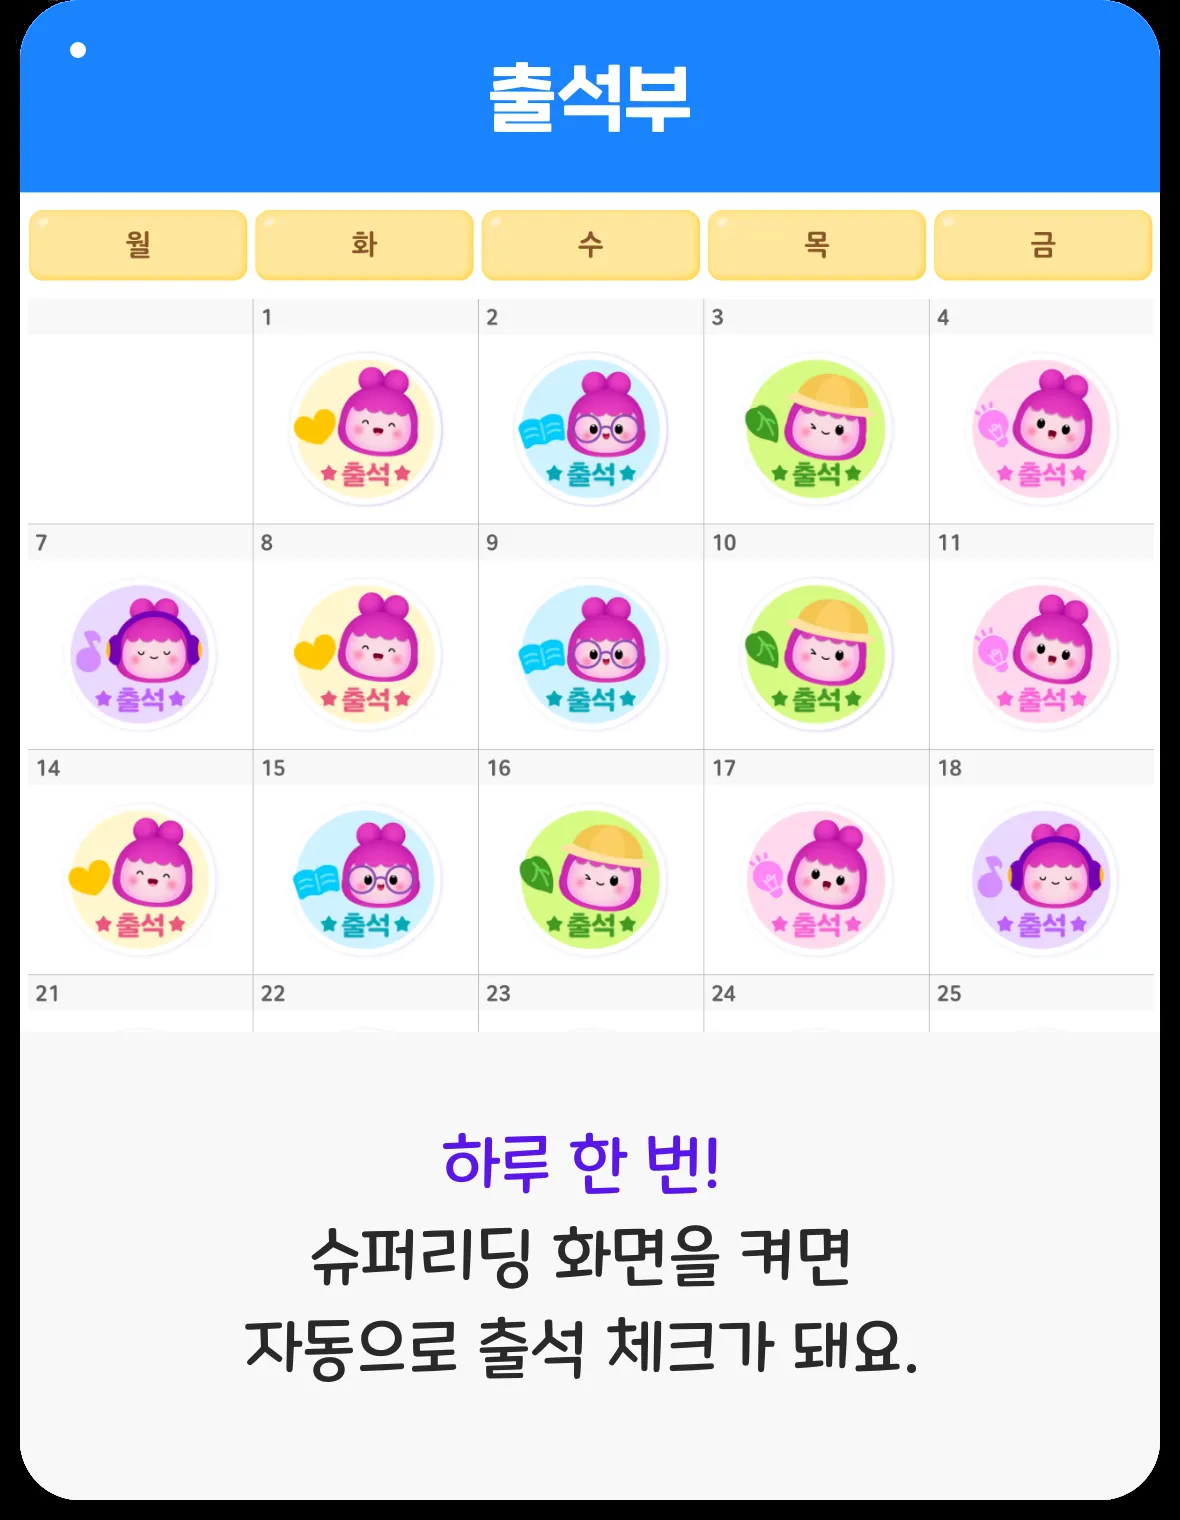 출석부
월 화 수 목 금
1 2 3 4
출석 출석 출석 출석
7 8 9 10 11
출석 출석 출석 출석 출석
14 15 16 17 18
출석 출석 출석 출석 출석
21 22 23 24 25
하루 한 번!
슈퍼리딩 화면을 켜면
자동으로 출석 체크가 돼요.